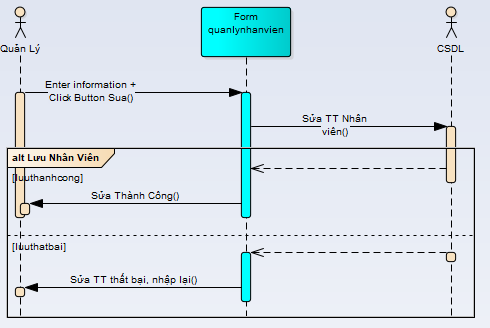 Form
quanlynhanvien
Quản Lý
CSDL
Enter information +
Click Button Sua()
Sửa TT Nhân
viên()
alt Lưu Nhân Viên
[luuthanhcong]
Sửa Thành Công()
[luuthatbai]
Sửa TT thất bại, nhập lại()